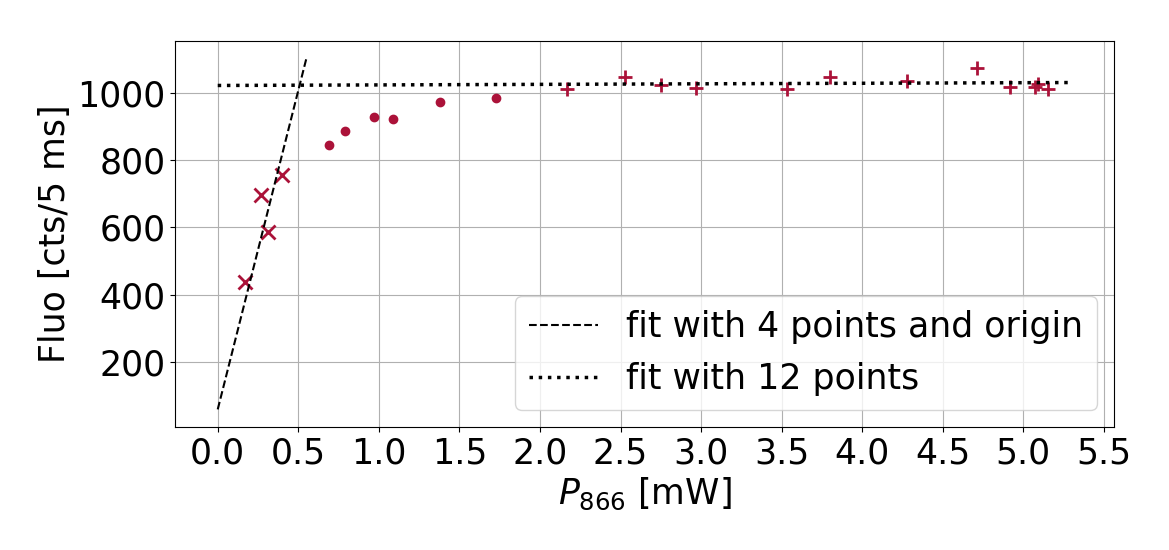 Fluo [cts/5 ms]
1000
800
600
400
200
fit with 4 points and origin
fit with 12 points
0.0 0.5 1.0 1.5 2.0 2.5 3.0 3.5 4.0 4.5 5.0 5.5
P866 [mW]